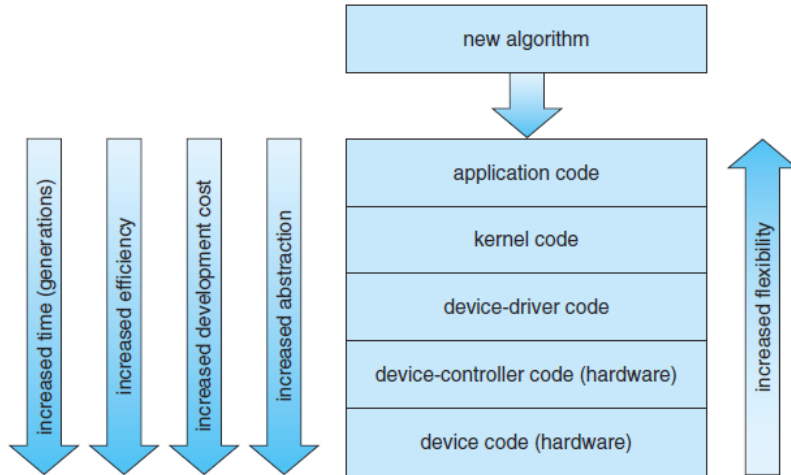 new algorithm
increased time (generations)
increased efficiency
increased development cost
increased abstraction
application code
kernel code
device-driver code
device-controller code (hardware)
device code (hardware)
increased flexibility